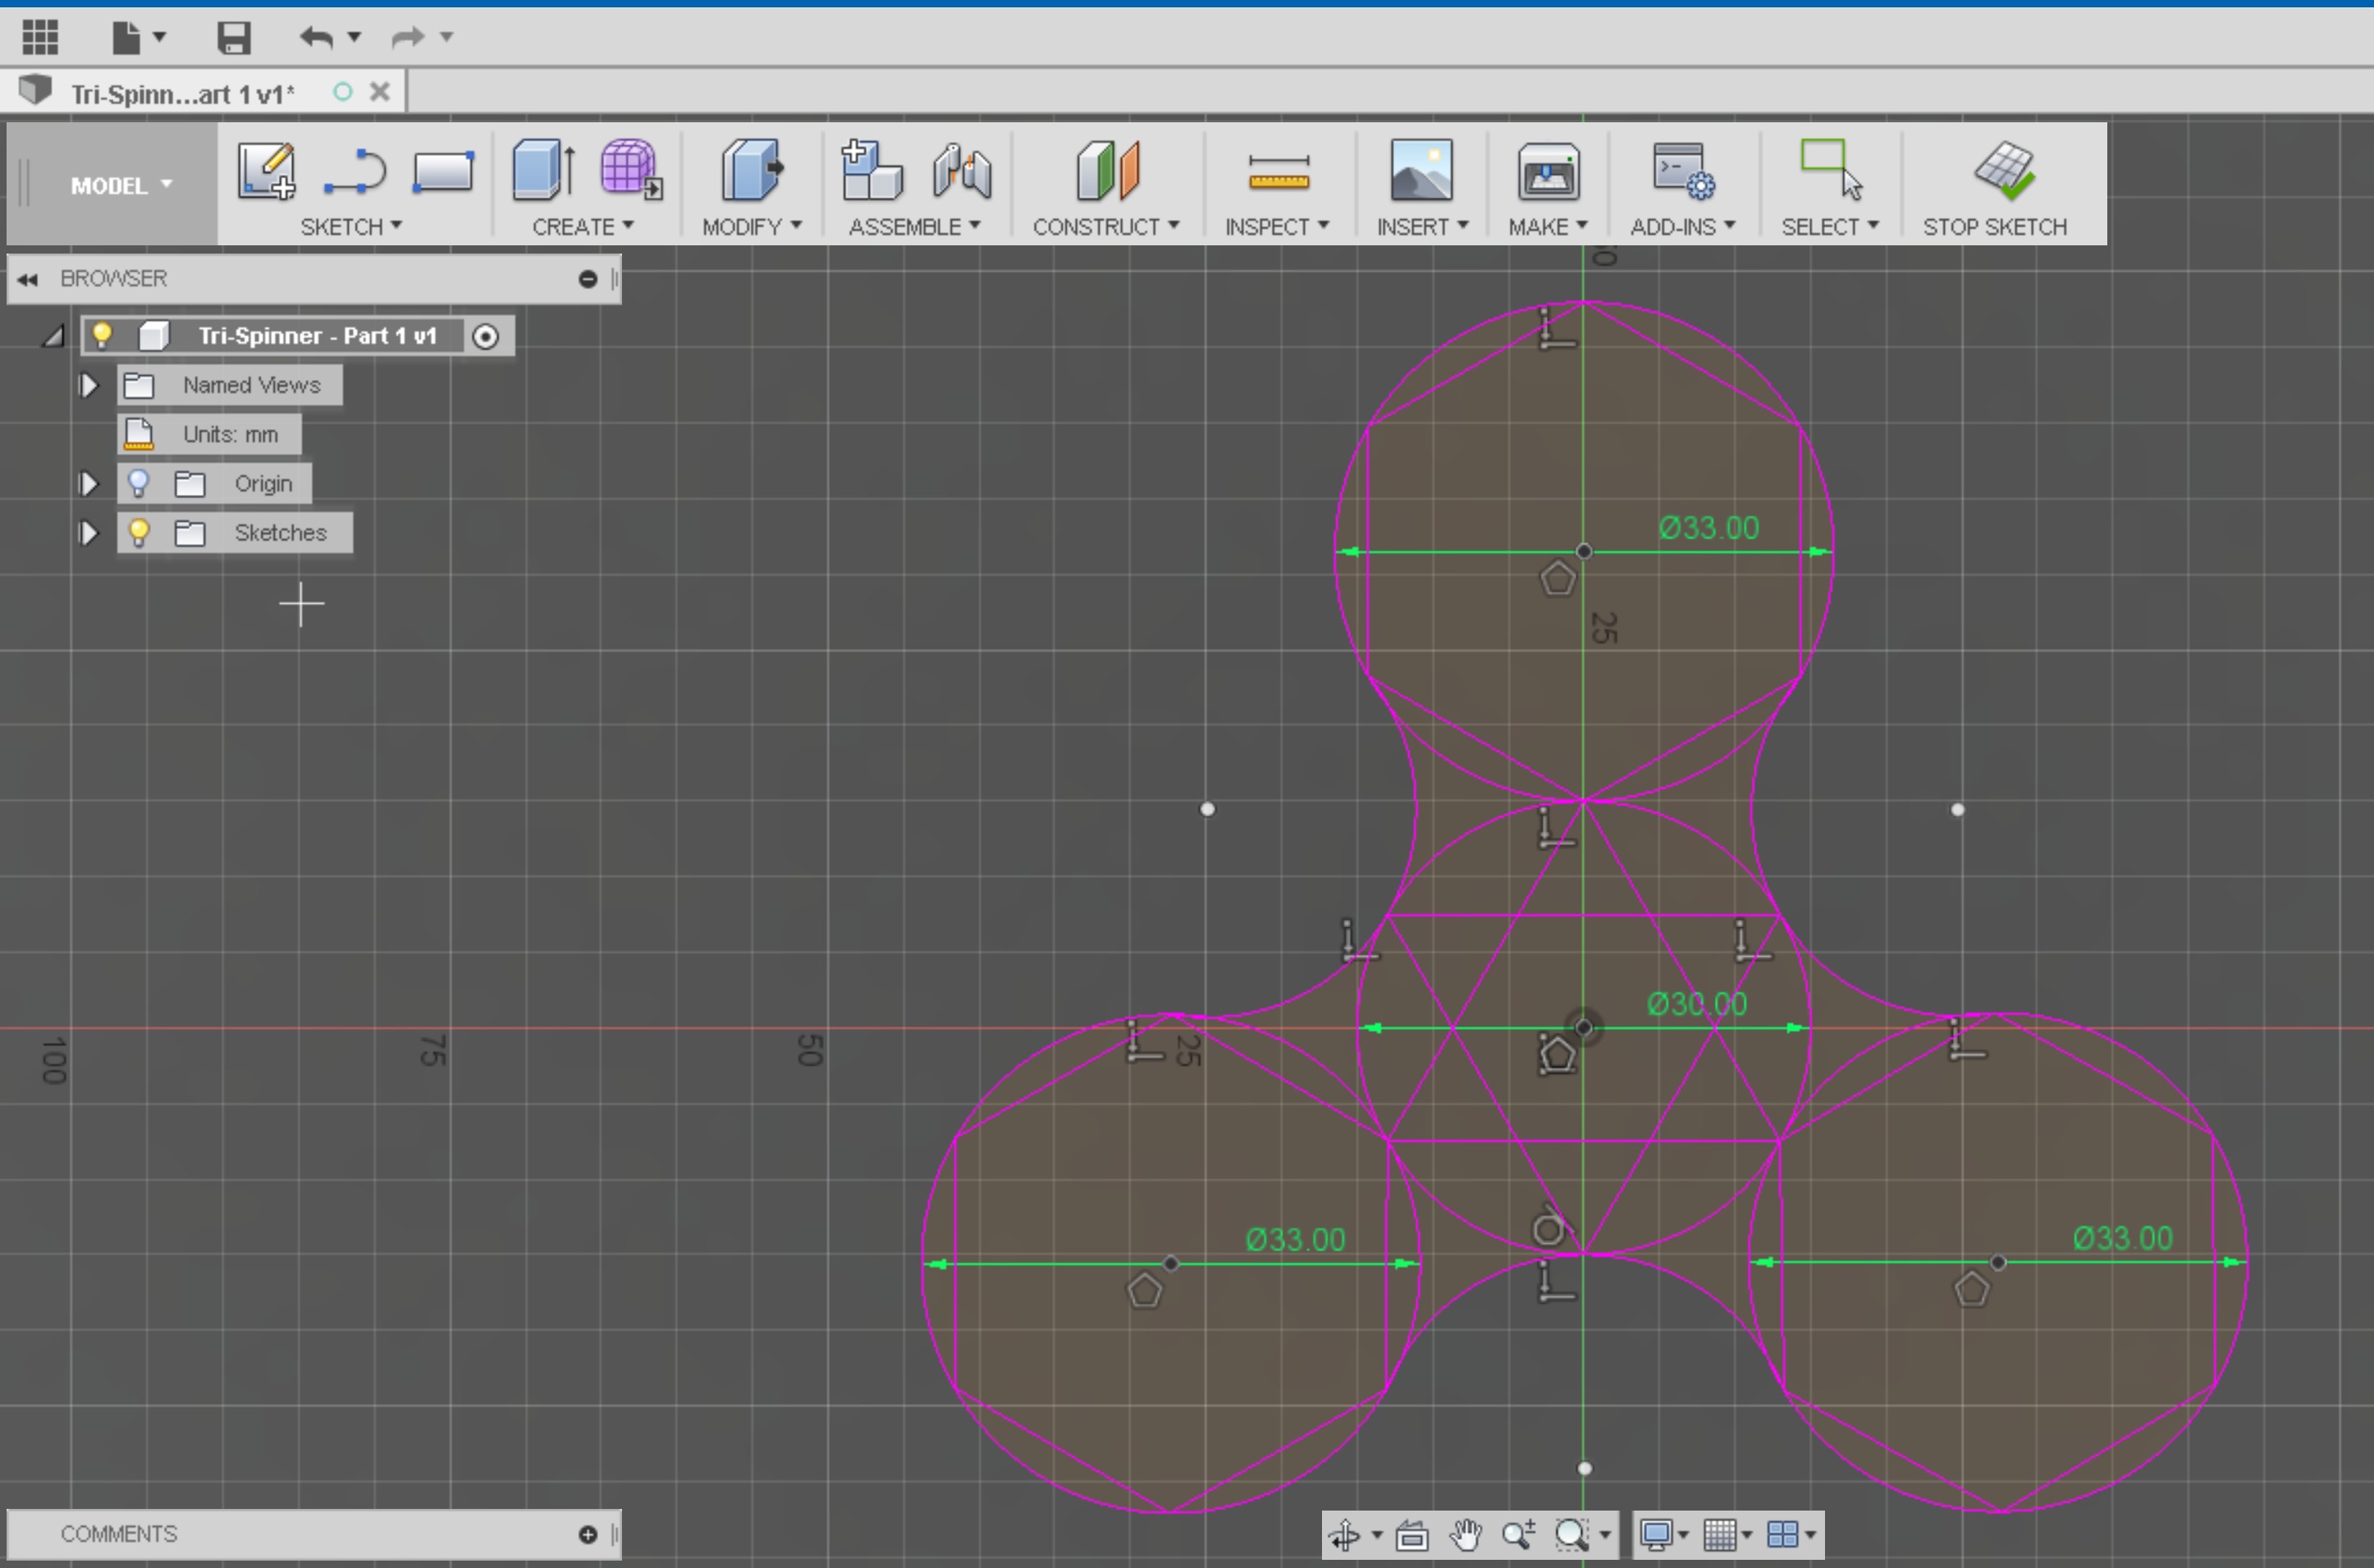 Tri-Spinn...art 1 v1*
MODEL
SKETCH
CREATE
MODIFY
ASSEMBLE
CONSTRUCT
INSPECT
INSERT
MAKE
ADD-INS
SELECT
STOP SKETCH
BROWSER
Tri-Spinner - Part 1 v1
Named Views
Units: mm
Origin
Sketches
Ø33.00
25
Ø30.00
100
75
50
25
Ø33.00
Ø33.00
COMMENTS